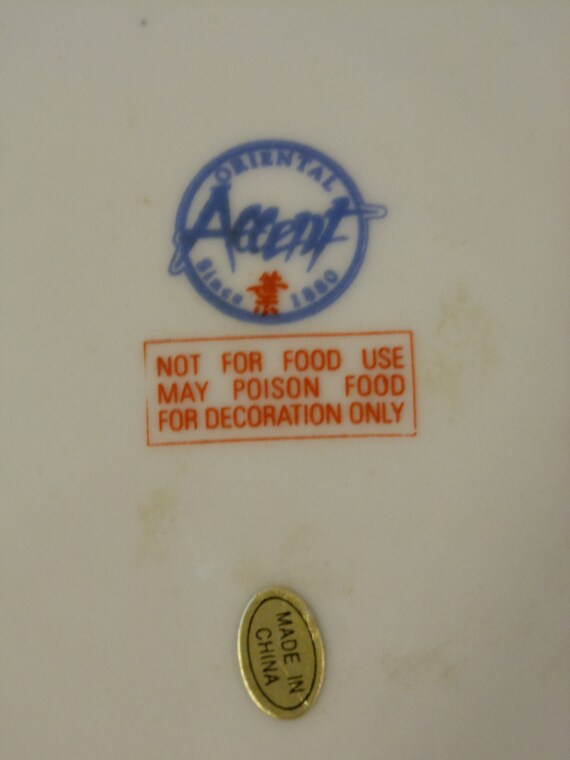 ORIENTAL
Accent
Since 1880
NOT FOR FOOD USE
MAY POISON FOOD
FOR DECORATION ONLY
MADE IN
CHINA